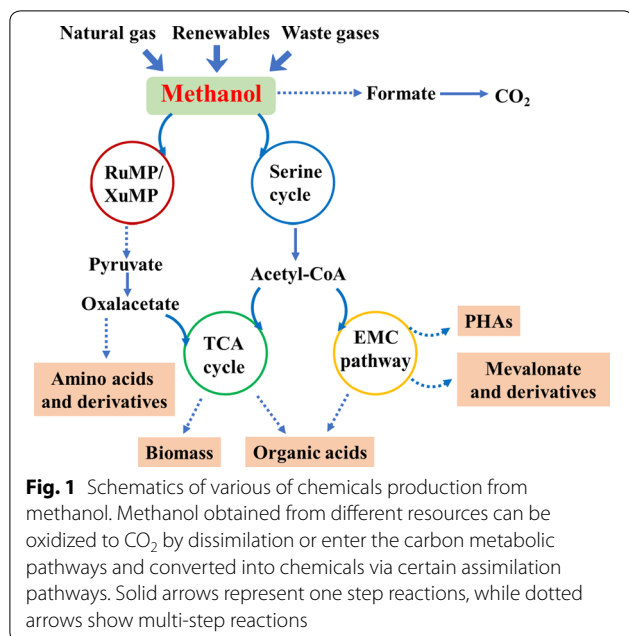 Natural gas Renewables Waste gases
Methanol
Formate
CO₂
RuMP/
XuMP
Serine
cycle
Pyruvate
Acetyl-CoA
Oxalacetate
TCA
cycle
EMC
pathway
PHAs
Mevalonate
and derivatives
Amino acids
and derivatives
Biomass
Organic acids
Fig. 1 Schematics of various of chemicals production from
methanol. Methanol obtained from different resources can be
oxidized to CO₂ by dissimilation or enter the carbon metabolic
pathways and converted into chemicals via certain assimilation
pathways. Solid arrows represent one step reactions, while dotted
arrows show multi-step reactions